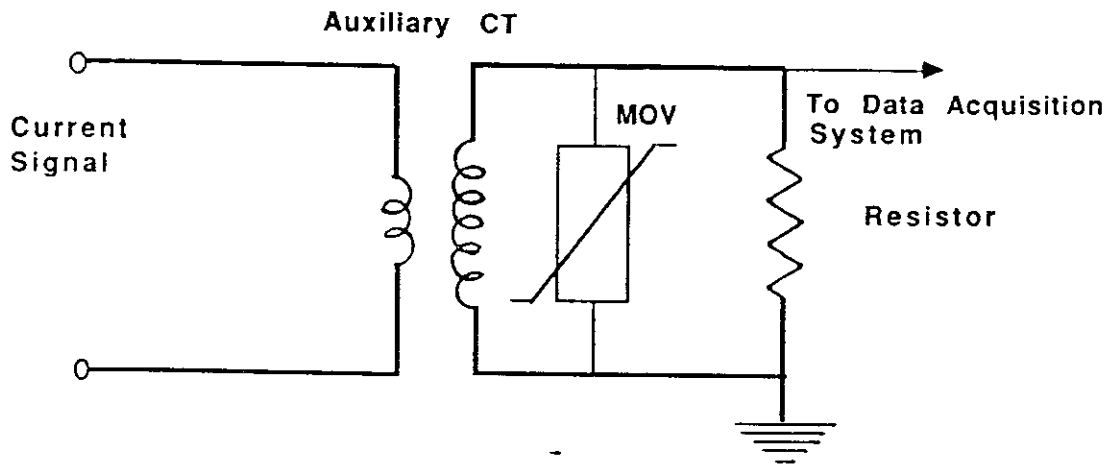 Auxiliary CT
Current
Signal
MOV
To Data Acquisition
System
Resistor